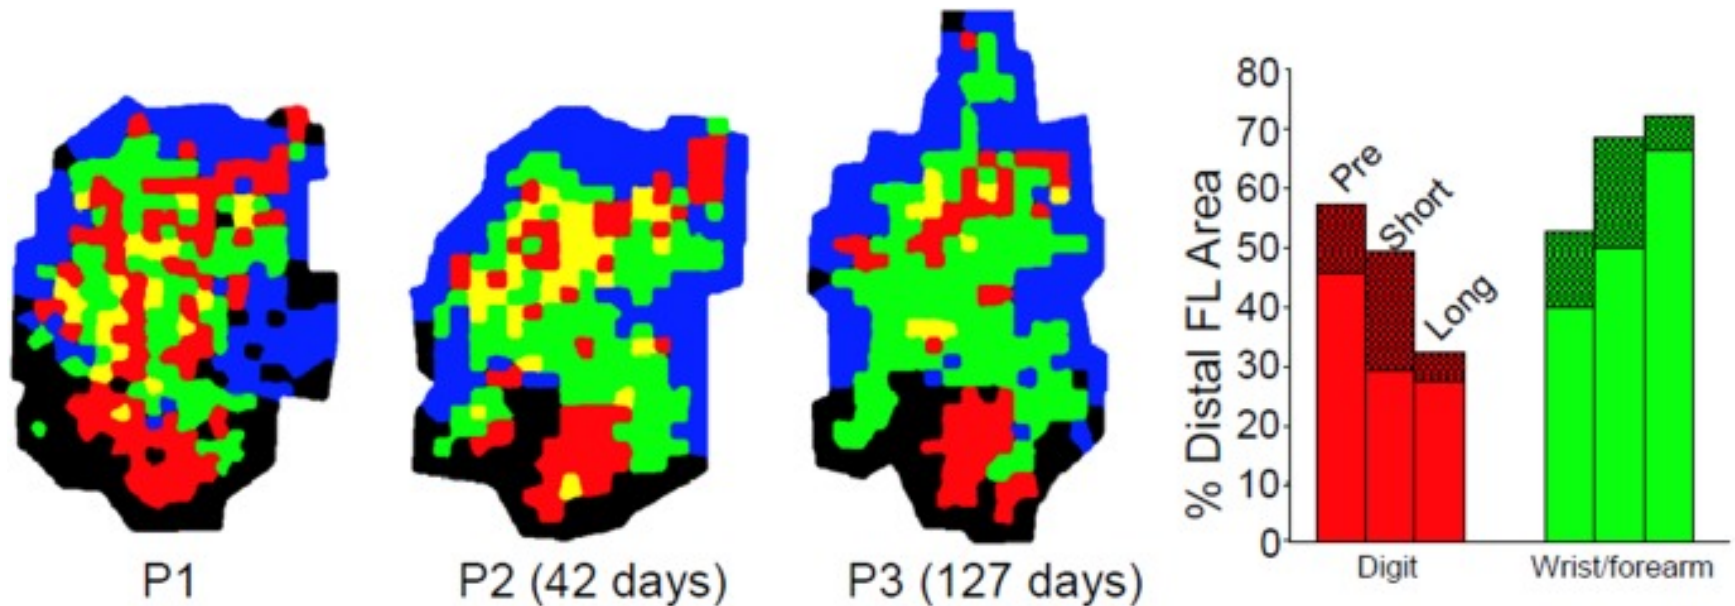 P1
P2 (42 days)
P3 (127 days)
% Distal FL Area
80
70
60
50
40
30
20
10
0
Pre
Short
Long
Digit
Wrist/forearm